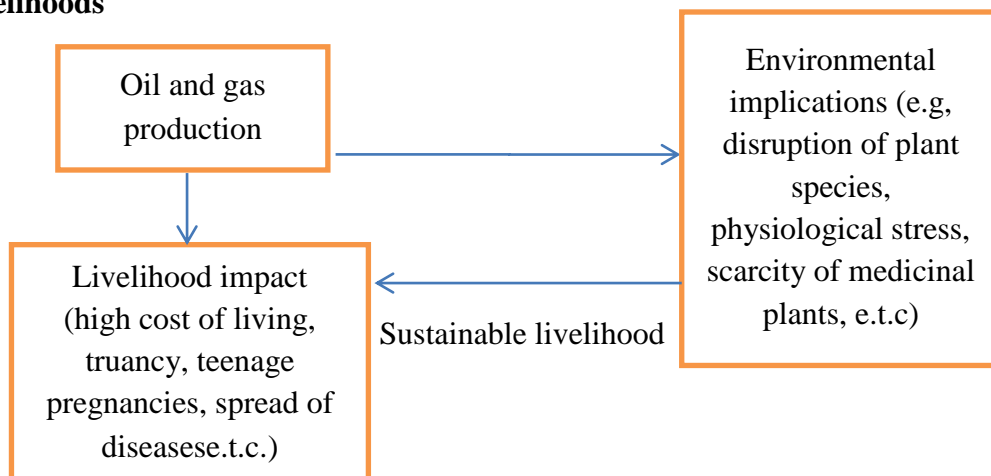 elihoods
Oil and gas
production
Environmental
implications (e.g,
disruption of plant
species,
physiological stress,
scarcity of medicinal
plants, e.t.c)
Livelihood impact
(high cost of living,
truancy, teenage
pregnancies, spread of
diseasese.t.c.)
Sustainable livelihood